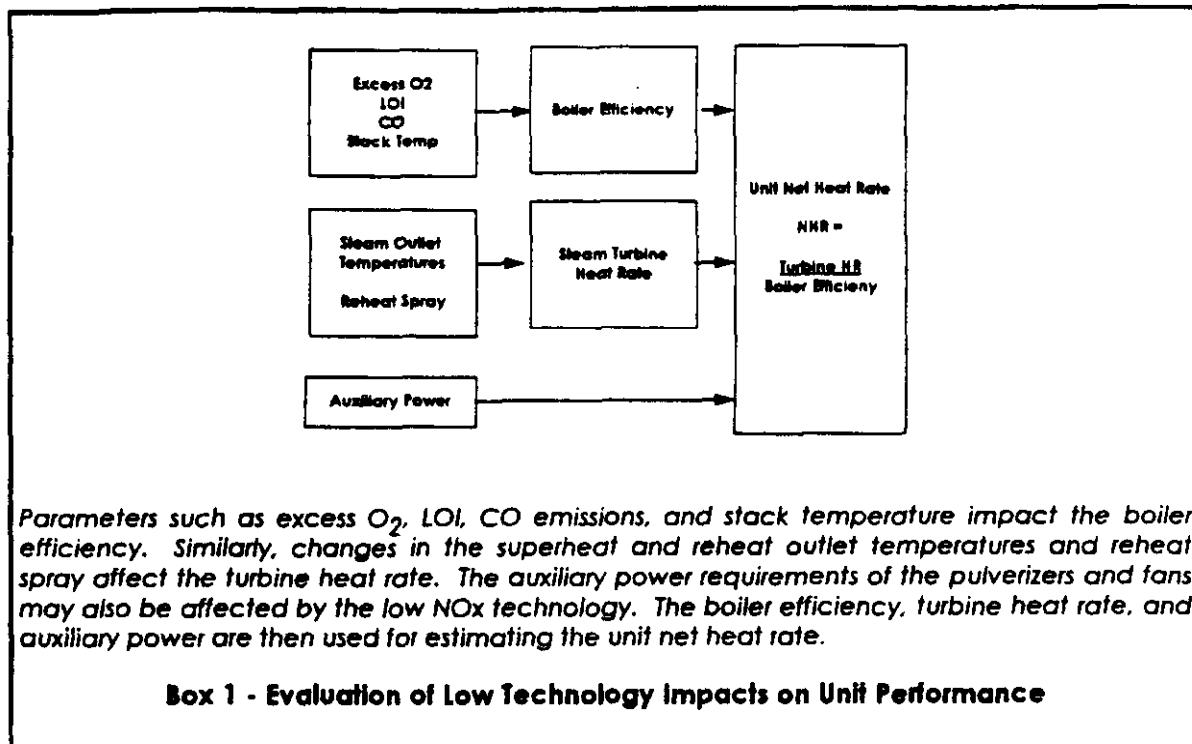 Excess O2
LOI
CO
Stack Temp
Boiler Efficiency
Steam Outlet
Temperatures
Reheat Spray
Steam Turbine
Heat Rate
Auxiliary Power
Unit Net Heat Rate
NHR =
Turbine HR
Boiler Efficieny
Parameters such as excess O2, LOI, CO emissions, and stack temperature impact the boiler
efficiency. Similarly, changes in the superheat and reheat outlet temperatures and reheat
spray affect the turbine heat rate. The auxiliary power requirements of the pulverizers and fans
may also be affected by the low NOx technology. The boiler efficiency, turbine heat rate, and
auxiliary power are then used for estimating the unit net heat rate.
Box 1 - Evaluation of Low Technology Impacts on Unit Performance